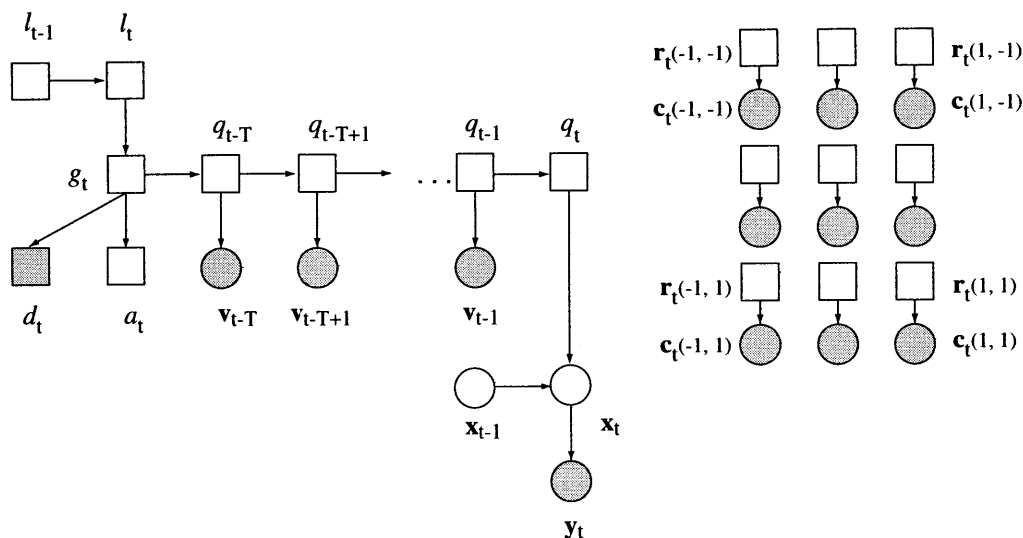 l_{t-1} l_t
r_t(-1, -1) r_t(1, -1)
c_t(-1, -1) c_t(1, -1)
q_{t-T} q_{t-T+1} q_{t-1} q_t
g_t
...
r_t(-1, 1) r_t(1, 1)
d_t a_t v_{t-T} v_{t-T+1} v_{t-1}
c_t(-1, 1) c_t(1, 1)
x_{t-1} x_t
y_t